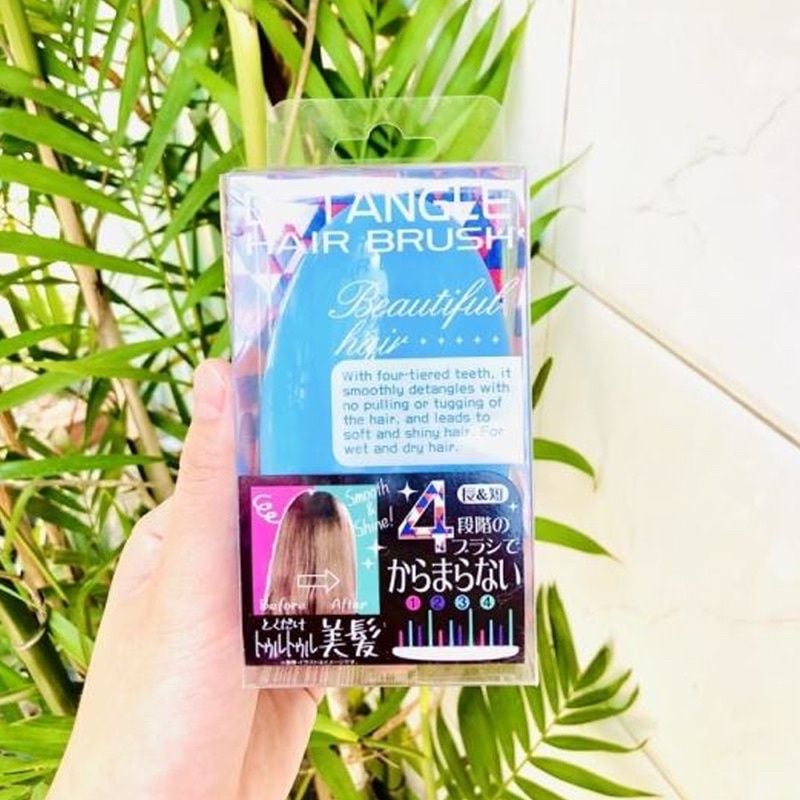 DETANGLE
HAIR BRUSH
Beautiful
hair
With four-tiered teeth, it
smoothly detangles with
no pulling or tugging of
the hair, and leads to
soft and shiny hair. For
wet and dry hair.
Smooth
&
Shine!
Before After
とくだけ
トゥルトゥル美髪
長&短
4段階の
ブラシで
からまらない
1 2 3 4